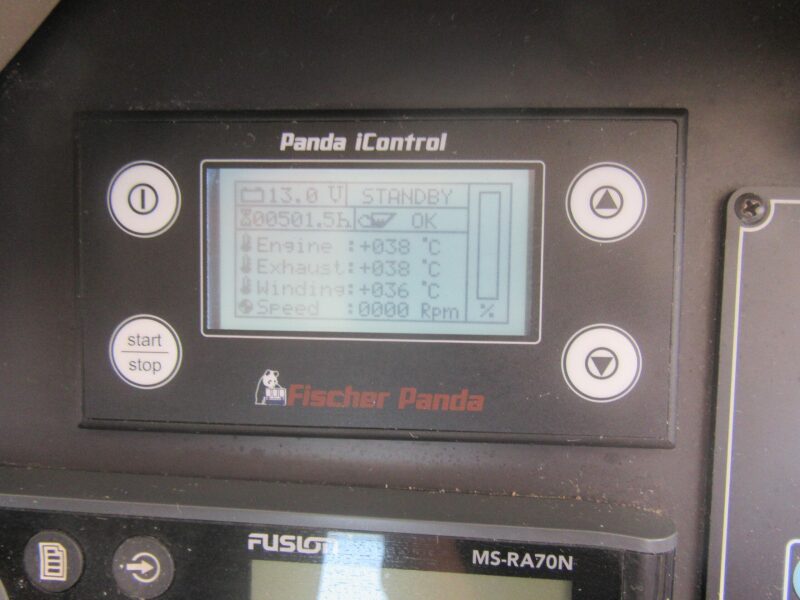 Panda iControl
13.0 V STANDBY
00501.5h OK
Engine :+038 °C
Exhaust:+038 °C
Winding:+036 °C
Speed :0000 Rpm %
start
stop
Fischer Panda
FUSION
MS-RA70N